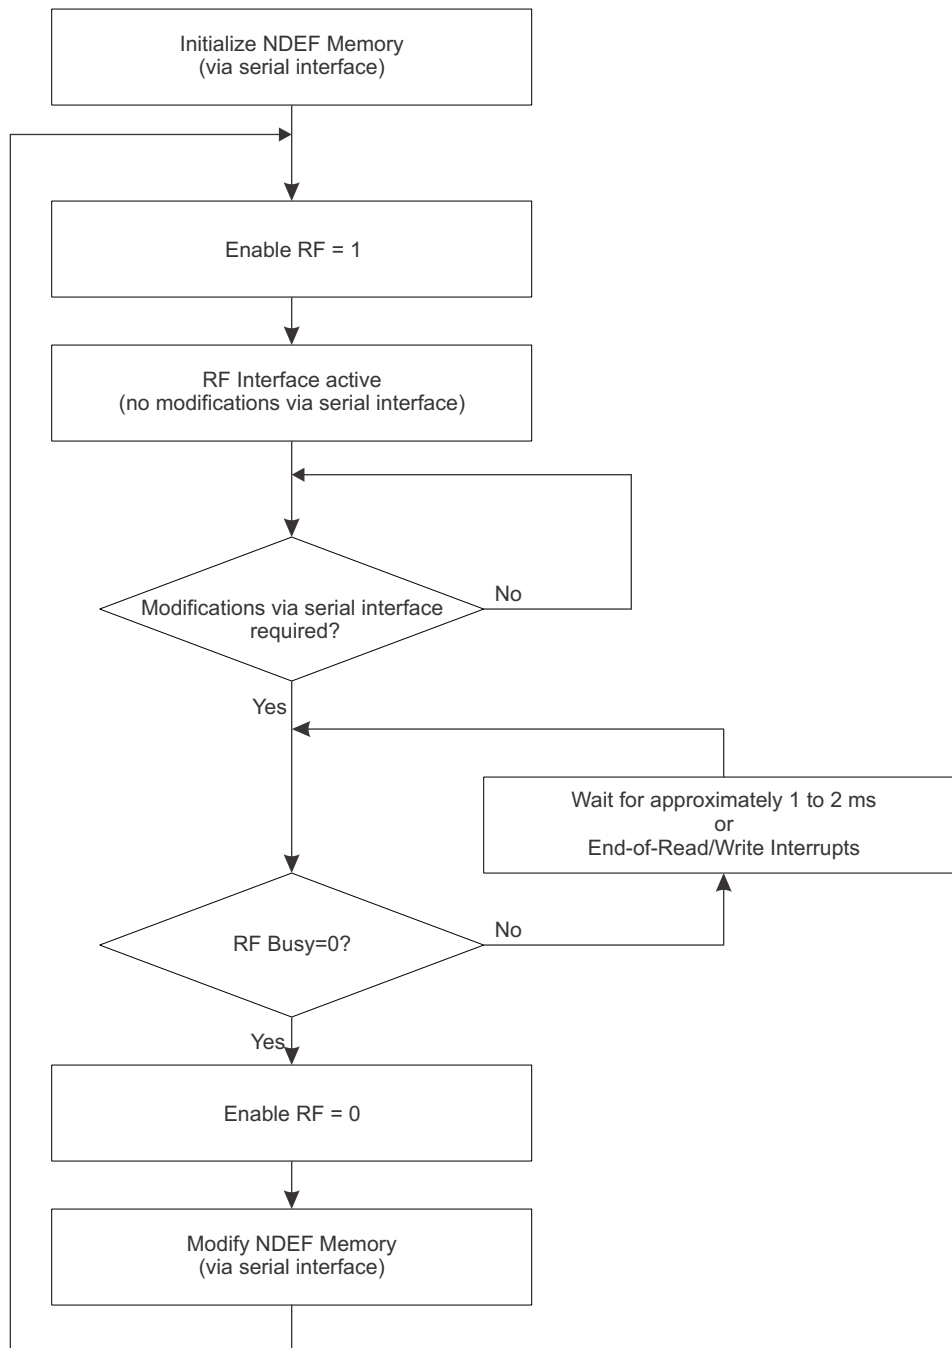 Initialize NDEF Memory
(via serial interface)
Enable RF = 1
RF Interface active
(no modifications via serial interface)
Modifications via serial interface
required?
No
Yes
Wait for approximately 1 to 2 ms
or
End-of-Read/Write Interrupts
RF Busy=0?
No
Yes
Enable RF = 0
Modify NDEF Memory
(via serial interface)